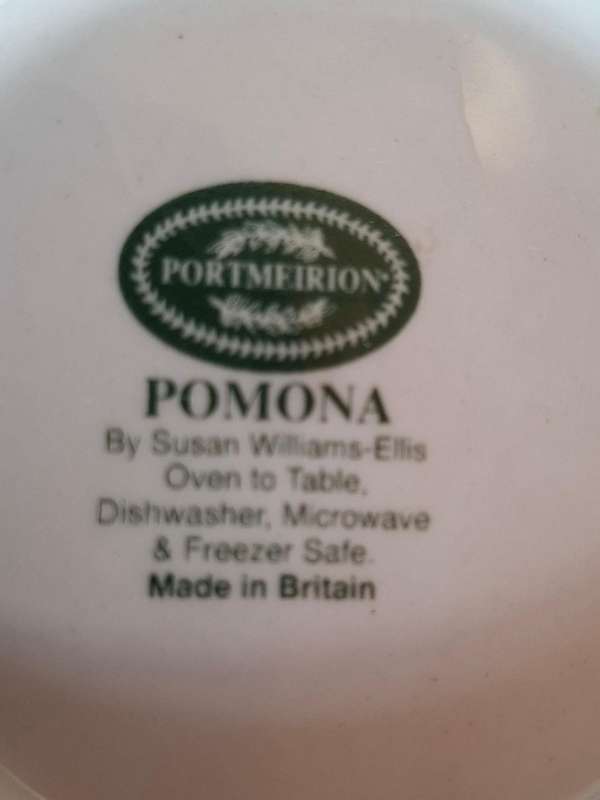 PORTMEIRION®
POMONA
By Susan Williams-Ellis
Oven to Table,
Dishwasher, Microwave
& Freezer Safe.
Made in Britain